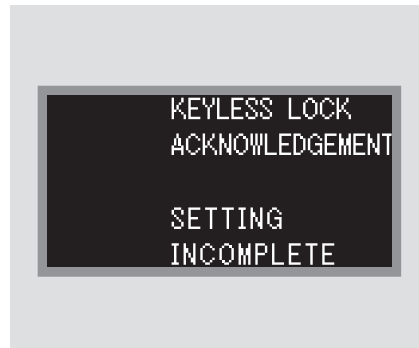 KEYLESS LOCK
ACKNOWLEDGEMENT
SETTING
INCOMPLETE